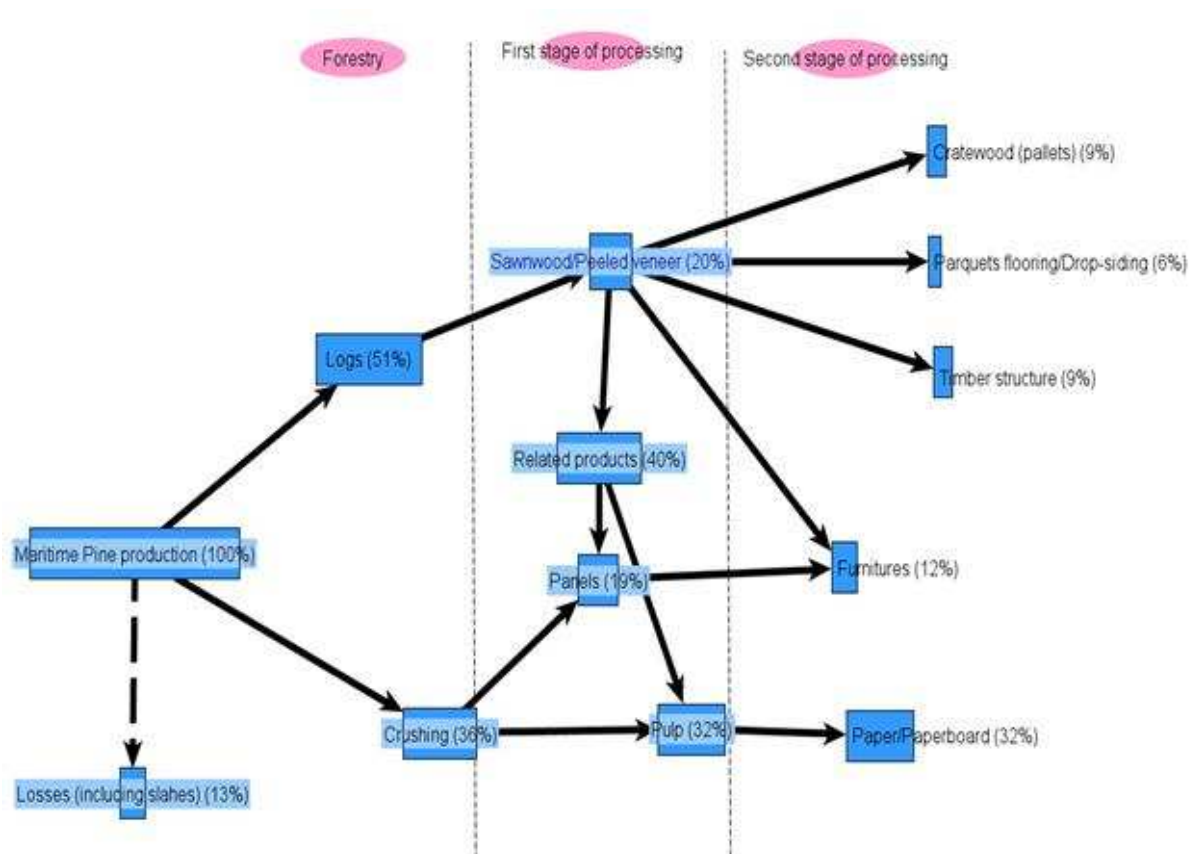 Forestry
First stage of processing
Second stage of processing
Cratewood (pallets) (9%)
Sawnwood/Peeled veneer (20%)
Parquets flooring/Drop-siding (6%)
Logs (51%)
Timber structure (9%)
Related products (40%)
Maritime Pine production (100%)
Panels (19%)
Furnitures (12%)
Crushing (36%)
Pulp (32%)
Paper/Paperboard (32%)
Losses (including slahes) (13%)